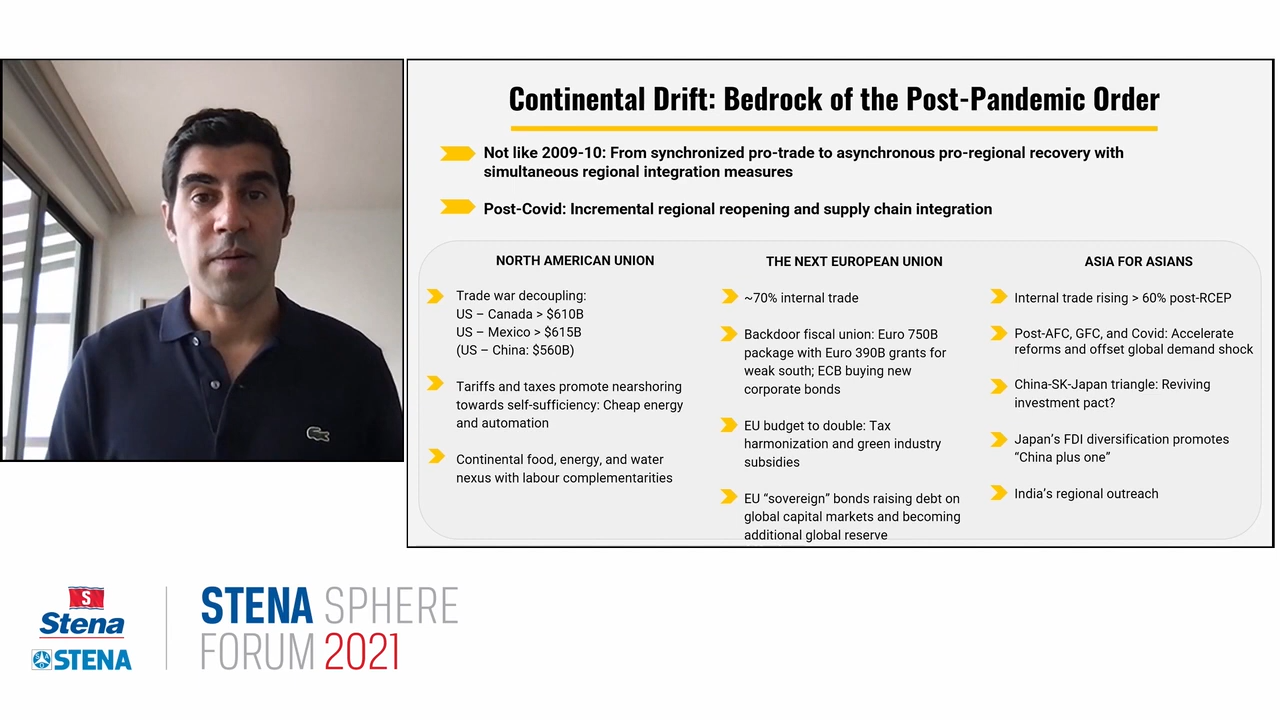 Continental Drift: Bedrock of the Post-Pandemic Order
Not like 2009-10: From synchronized pro-trade to asynchronous pro-regional recovery with
simultaneous regional integration measures
Post-Covid: Incremental regional reopening and supply chain integration
NORTH AMERICAN UNION
Trade war decoupling:
US – Canada > $610B
US – Mexico > $615B
(US – China: $560B)
Tariffs and taxes promote nearshoring
towards self-sufficiency: Cheap energy
and automation
Continental food, energy, and water
nexus with labour complementarities
THE NEXT EUROPEAN UNION
~70% internal trade
Backdoor fiscal union: Euro 750B
package with Euro 390B grants for
weak south; ECB buying new
corporate bonds
EU budget to double: Tax
harmonization and green industry
subsidies
EU “sovereign” bonds raising debt on
global capital markets and becoming
additional global reserve
ASIA FOR ASIANS
Internal trade rising > 60% post-RCEP
Post-AFC, GFC, and Covid: Accelerate
reforms and offset global demand shock
China-SK-Japan triangle: Reviving
investment pact?
Japan’s FDI diversification promotes
“China plus one”
India’s regional outreach
S
Stena
STENA
STENA SPHERE
FORUM 2021